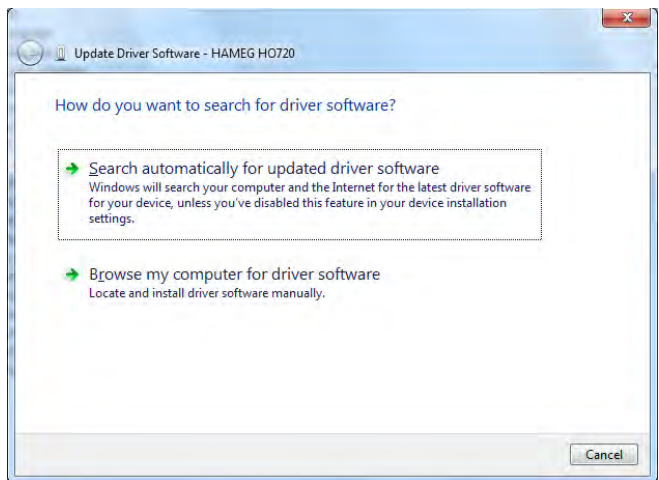 Update Driver Software - HAMEG HO720
How do you want to search for driver software?
Search automatically for updated driver software
Windows will search your computer and the Internet for the latest driver software
for your device, unless you've disabled this feature in your device installation
settings.
Browse my computer for driver software
Locate and install driver software manually.
Cancel